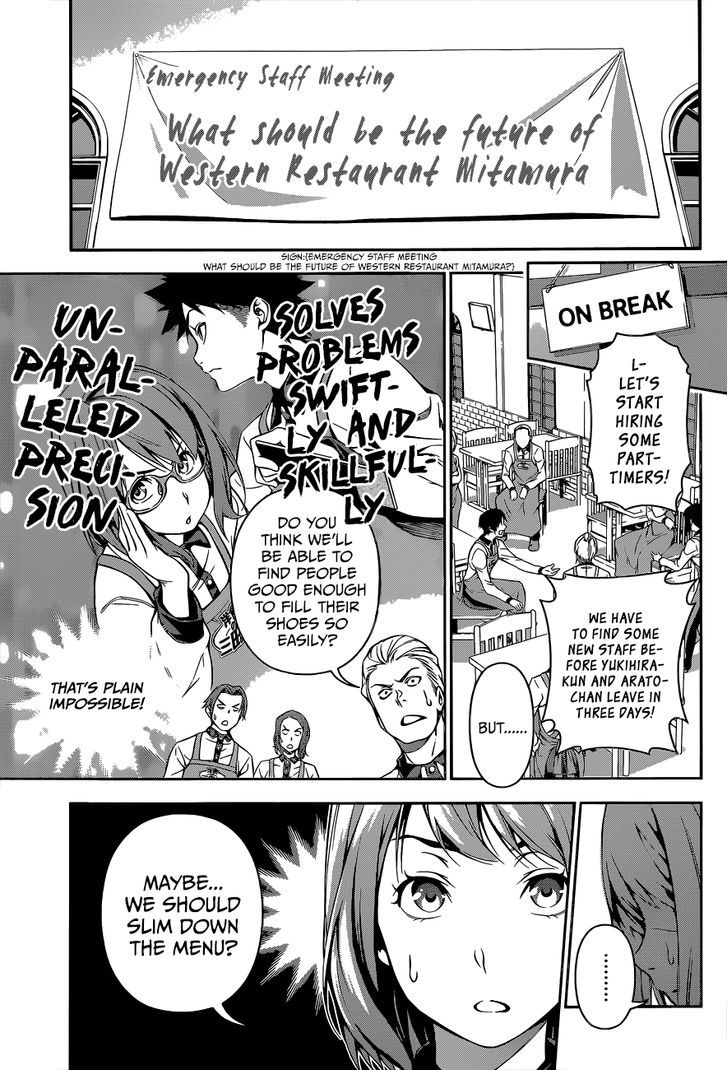 Emergency Staff Meeting
What should be the future of
Western Restaurant Mitamura
SIGN:{EMERGENCY STAFF MEETING
WHAT SHOULD BE THE FUTURE OF WESTERN RESTAURANT MITAMURA?}
ON BREAK
L-
LET'S
START
HIRING
SOME
PART-
TIMERS!
WE HAVE
TO FIND SOME
NEW STAFF BE-
FORE YUKIHIRA-
KUN AND ARATO-
CHAN LEAVE IN
THREE DAYS!
BUT......
SOLVES
PROBLEMS
SWIFT-
LY AND
SKILLFUL-
LY
UN-
PARAL-
LELED
PRECI-
SION
DO YOU
THINK WE'LL
BE ABLE TO
FIND PEOPLE
GOOD ENOUGH
TO FILL THEIR
SHOES SO
EASILY?
THAT'S PLAIN
IMPOSSIBLE!
.........
MAYBE...
WE SHOULD
SLIM DOWN
THE MENU?